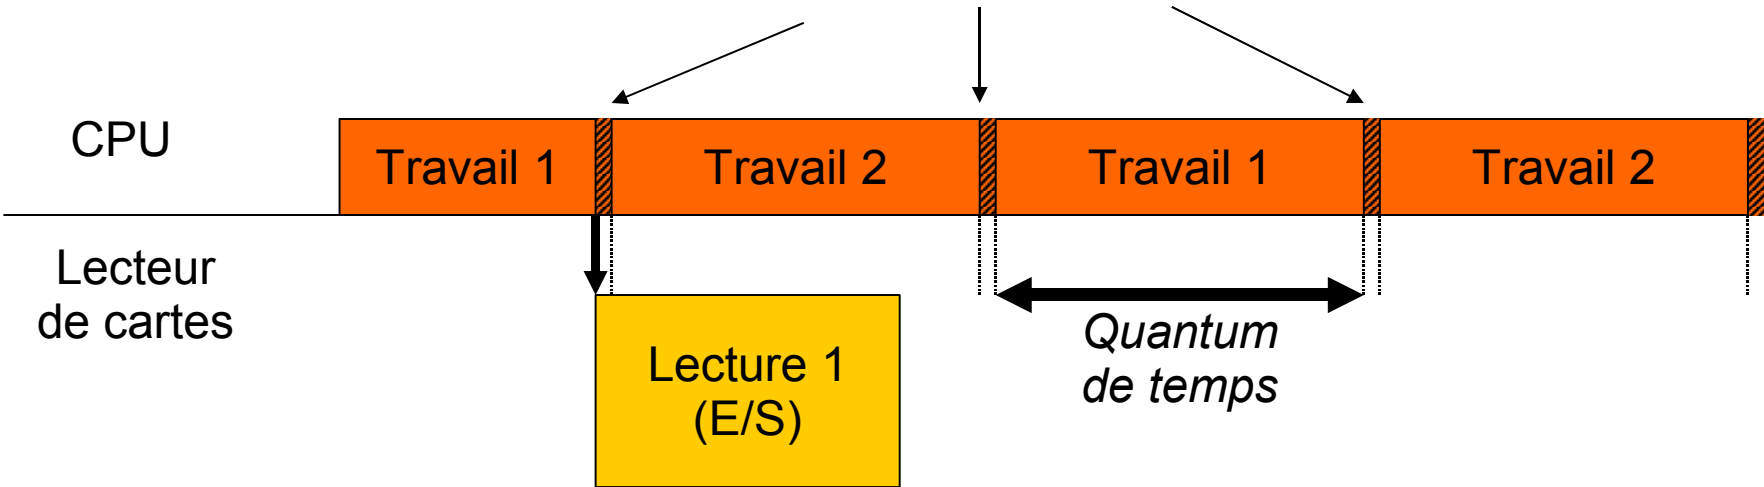 CPU
Travail 1
Travail 2
Travail 1
Travail 2
Lecteur
de cartes
Lecture 1
(E/S)
Quantum
de temps